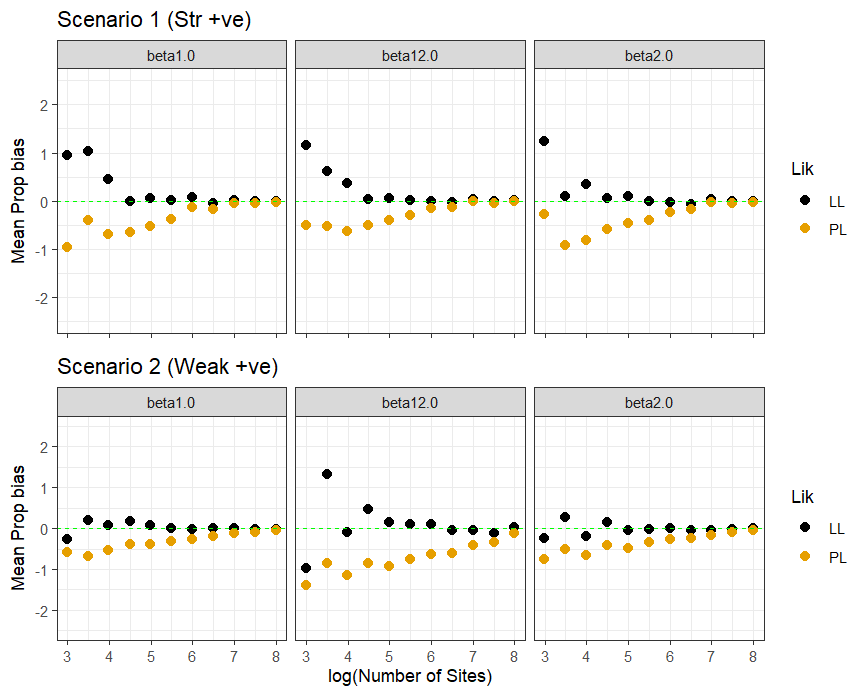 Scenario 1 (Str +ve)
beta1.0 beta12.0 beta2.0
2
1
0
-1
-2
Mean Prop bias
Lik
LL
PL
Scenario 2 (Weak +ve)
beta1.0 beta12.0 beta2.0
2
1
0
-1
-2
Mean Prop bias
3 4 5 6 7 8 3 4 5 6 7 8 3 4 5 6 7 8
log(Number of Sites)
Lik
LL
PL